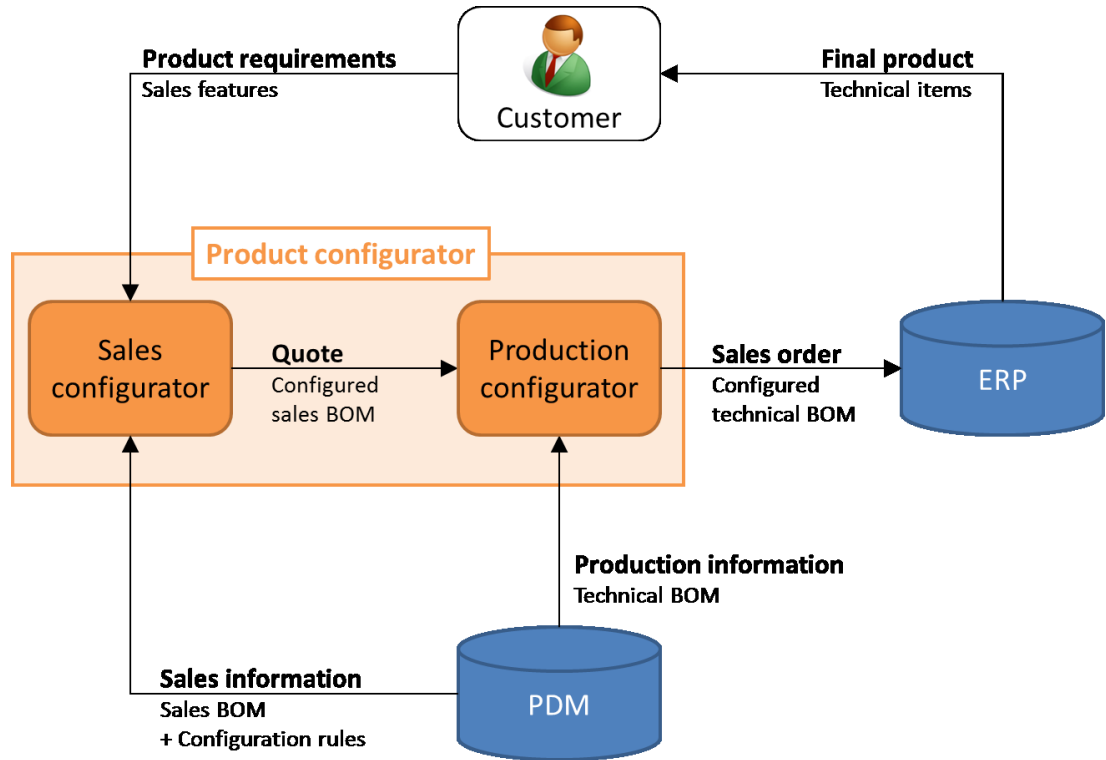 Product requirements
Sales features
Customer
Final product
Technical items
Product configurator
Sales
configurator
Quote
Configured
sales BOM
Production
configurator
Sales order
Configured
technical BOM
ERP
Production information
Technical BOM
Sales information
Sales BOM
+ Configuration rules
PDM